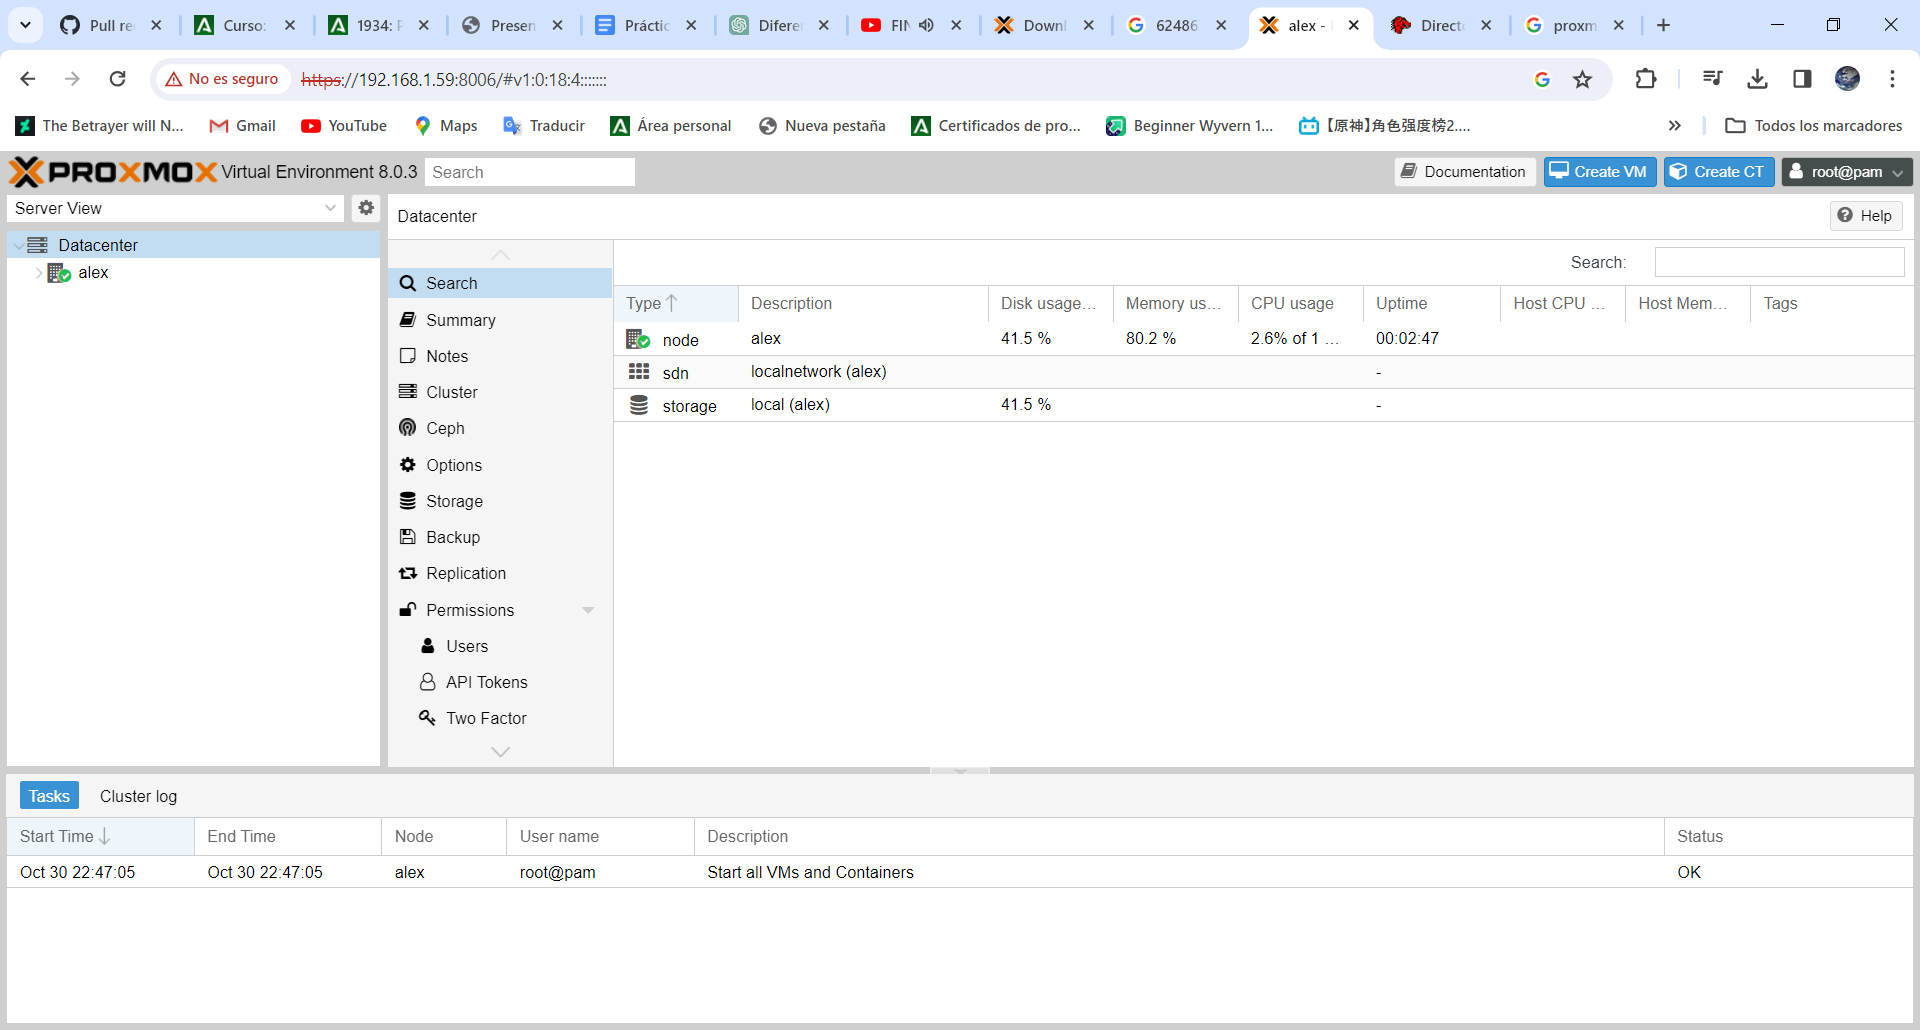 Pull re
Curso:
1934: P
Presen
Práctic
Diferen
FIN
Downl
62486
alex -
Direct
proxm
No es seguro
https://192.168.1.59:8006/#v1:0:18:4:::::::
The Betrayer will N...
Gmail
YouTube
Maps
Traducir
Área personal
Nueva pestaña
Certificados de pro...
Beginner Wyvern 1...
【原神】角色强度榜2....
Todos los marcadores
PROXMOX Virtual Environment 8.0.3
Search
Documentation
Create VM
Create CT
root@pam
Server View
Datacenter
alex
Datacenter
Help
Search
Summary
Notes
Cluster
Ceph
Options
Storage
Backup
Replication
Permissions
Users
API Tokens
Two Factor
Search:
Type Description Disk usage... Memory us... CPU usage Uptime Host CPU ... Host Mem... Tags
node alex 41.5 % 80.2 % 2.6% of 1 ... 00:02:47
sdn localnetwork (alex) -
storage local (alex) 41.5 % -
Tasks Cluster log
Start Time End Time Node User name Description Status
Oct 30 22:47:05 Oct 30 22:47:05 alex root@pam Start all VMs and Containers OK